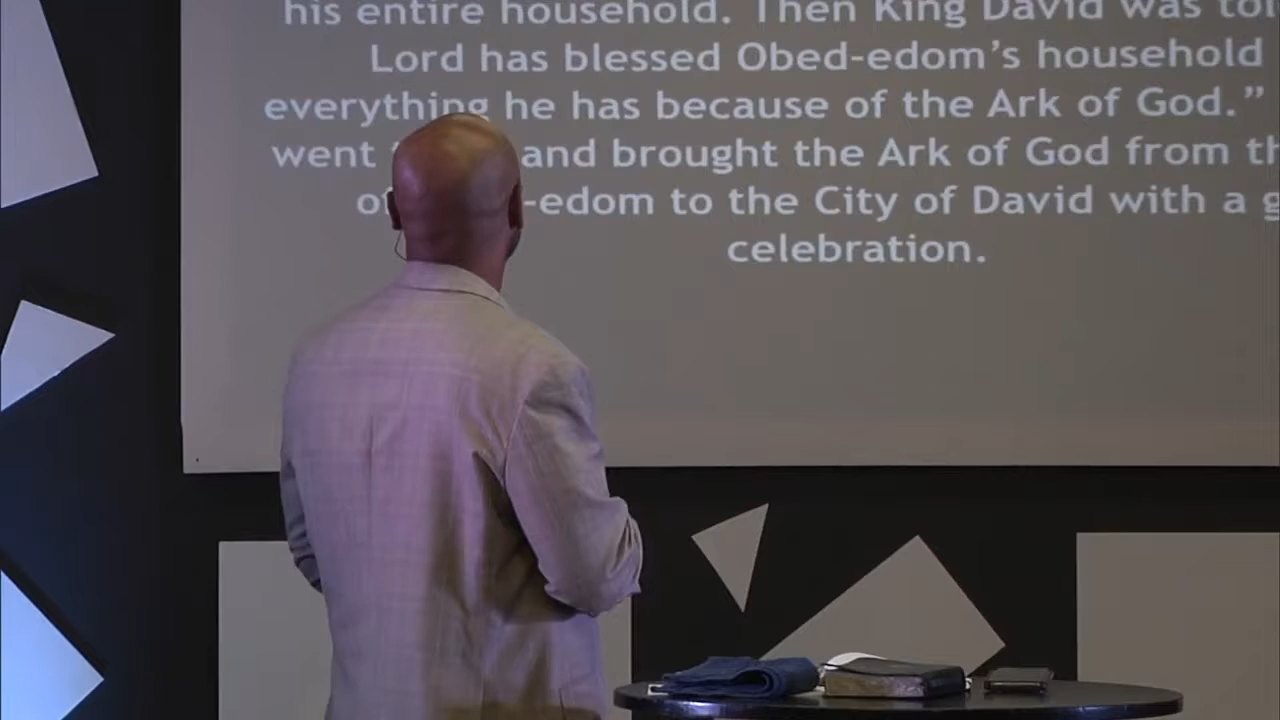 his entire household. Then King David was
Lord has blessed Obed-edom's household
everything he has because of the Ark of God."
went and brought the Ark of God from
-edom to the City of David with a
celebration.